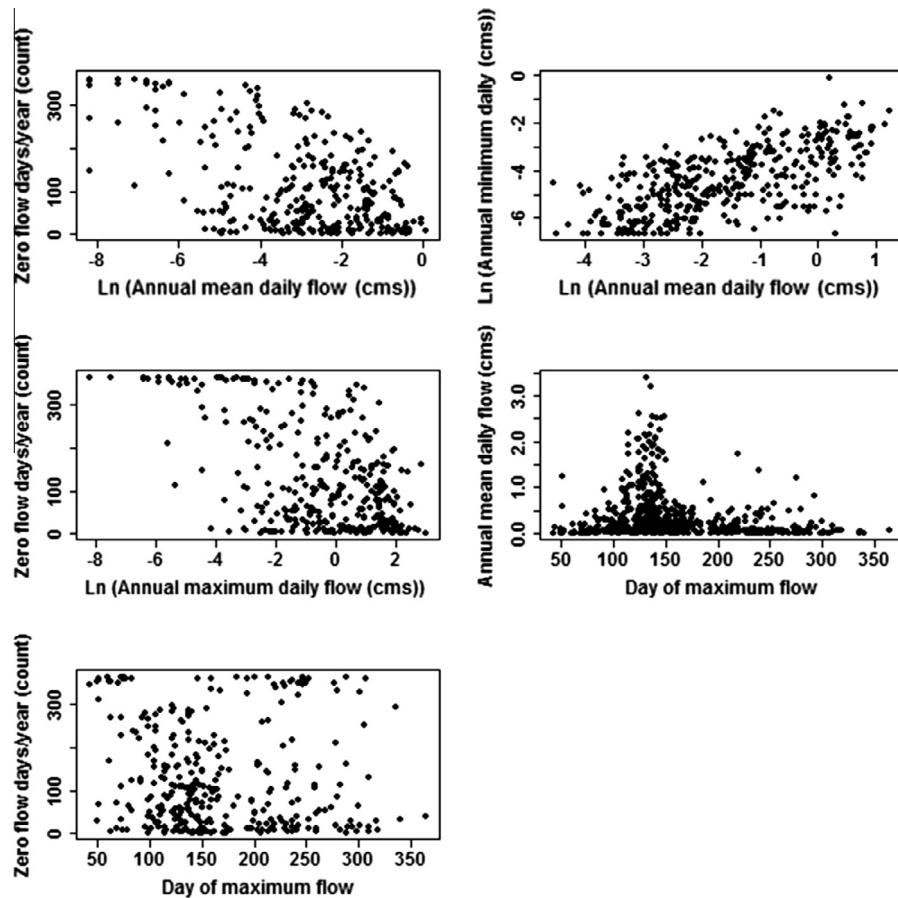 Zero flow days/year (count)
300
100
0
-8 -6 -4 -2 0
Ln (Annual mean daily flow (cms))
Ln (Annual minimum daily (cms))
0
-2
-4
-6
-4 -3 -2 -1 0 1
Ln (Annual mean daily flow (cms))
Zero flow days/year (count)
300
100
0
-8 -6 -4 -2 0 2
Ln (Annual maximum daily flow (cms))
Annual mean daily flow (cms)
3.0
2.0
1.0
0.0
50 100 150 200 250 300 350
Day of maximum flow
Zero flow days/year (count)
300
100
0
50 100 150 200 250 300 350
Day of maximum flow